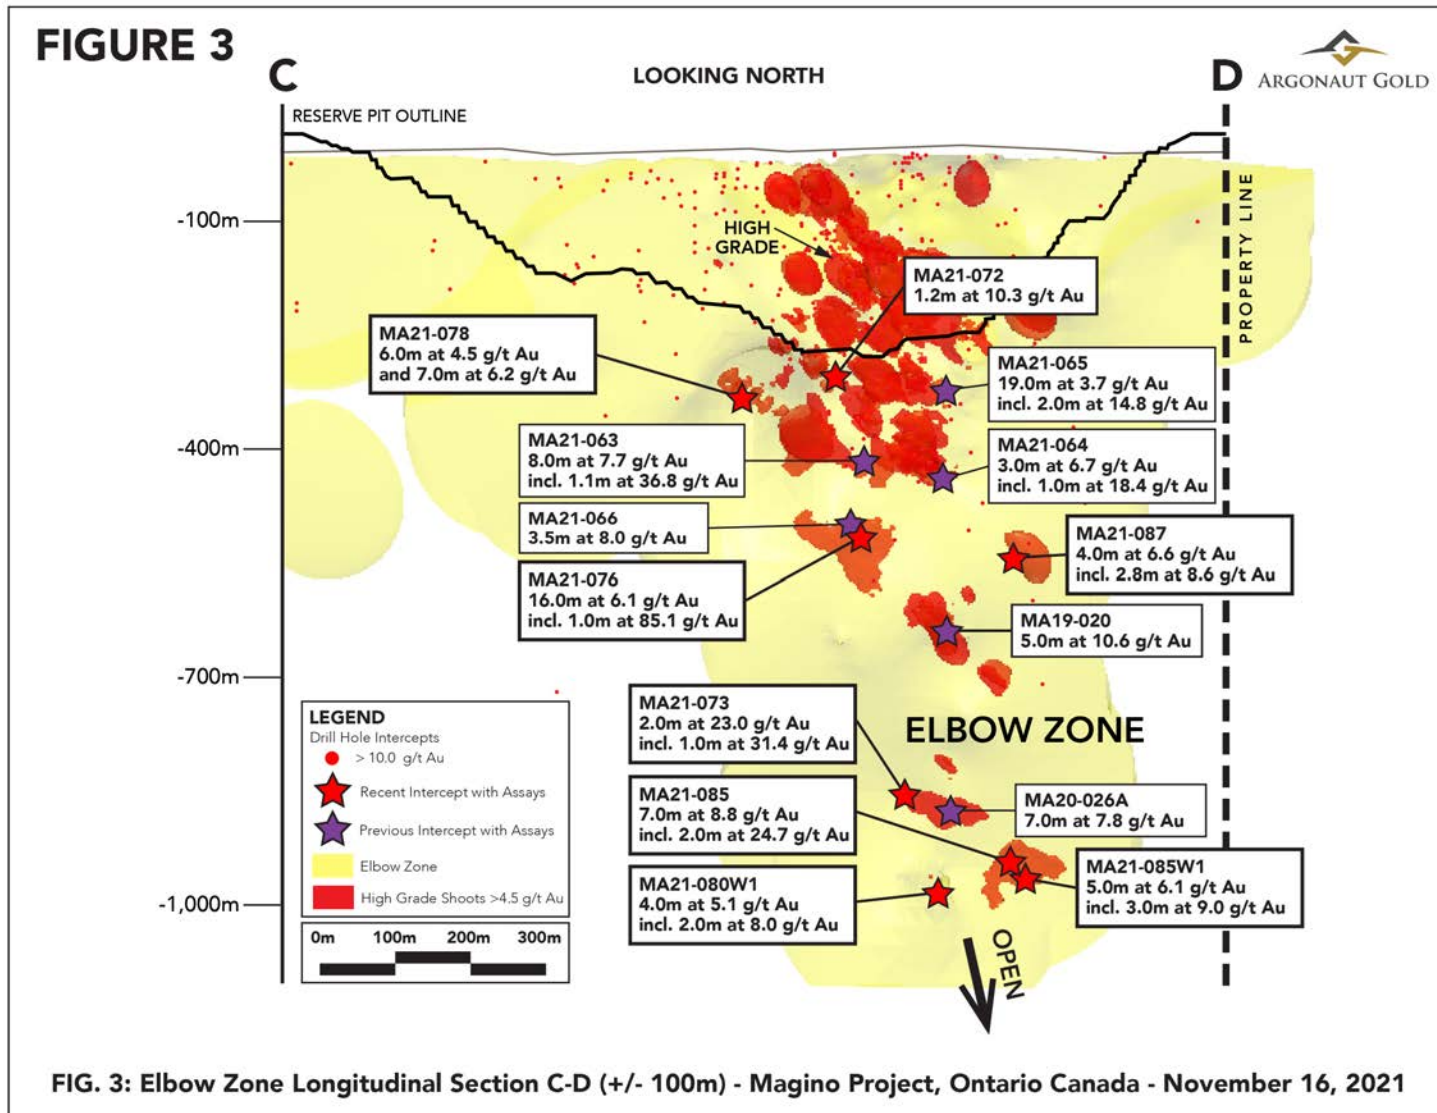 FIGURE 3
C
LOOKING NORTH
D
ARGONAUT GOLD
RESERVE PIT OUTLINE
PROPERTY LINE
-100m
-400m
-700m
-1,000m
HIGH
GRADE
MA21-072
1.2m at 10.3 g/t Au
MA21-078
6.0m at 4.5 g/t Au
and 7.0m at 6.2 g/t Au
MA21-065
19.0m at 3.7 g/t Au
incl. 2.0m at 14.8 g/t Au
MA21-063
8.0m at 7.7 g/t Au
incl. 1.1m at 36.8 g/t Au
MA21-064
3.0m at 6.7 g/t Au
incl. 1.0m at 18.4 g/t Au
MA21-066
3.5m at 8.0 g/t Au
MA21-087
4.0m at 6.6 g/t Au
incl. 2.8m at 8.6 g/t Au
MA21-076
16.0m at 6.1 g/t Au
incl. 1.0m at 85.1 g/t Au
MA19-020
5.0m at 10.6 g/t Au
MA21-073
2.0m at 23.0 g/t Au
incl. 1.0m at 31.4 g/t Au
ELBOW ZONE
MA21-085
7.0m at 8.8 g/t Au
incl. 2.0m at 24.7 g/t Au
MA20-026A
7.0m at 7.8 g/t Au
MA21-080W1
4.0m at 5.1 g/t Au
incl. 2.0m at 8.0 g/t Au
MA21-085W1
5.0m at 6.1 g/t Au
incl. 3.0m at 9.0 g/t Au
OPEN
LEGEND
Drill Hole Intercepts
> 10.0 g/t Au
Recent Intercept with Assays
Previous Intercept with Assays
Elbow Zone
High Grade Shoots >4.5 g/t Au
0m 100m 200m 300m
FIG. 3: Elbow Zone Longitudinal Section C-D (+/- 100m) - Magino Project, Ontario Canada - November 16, 2021